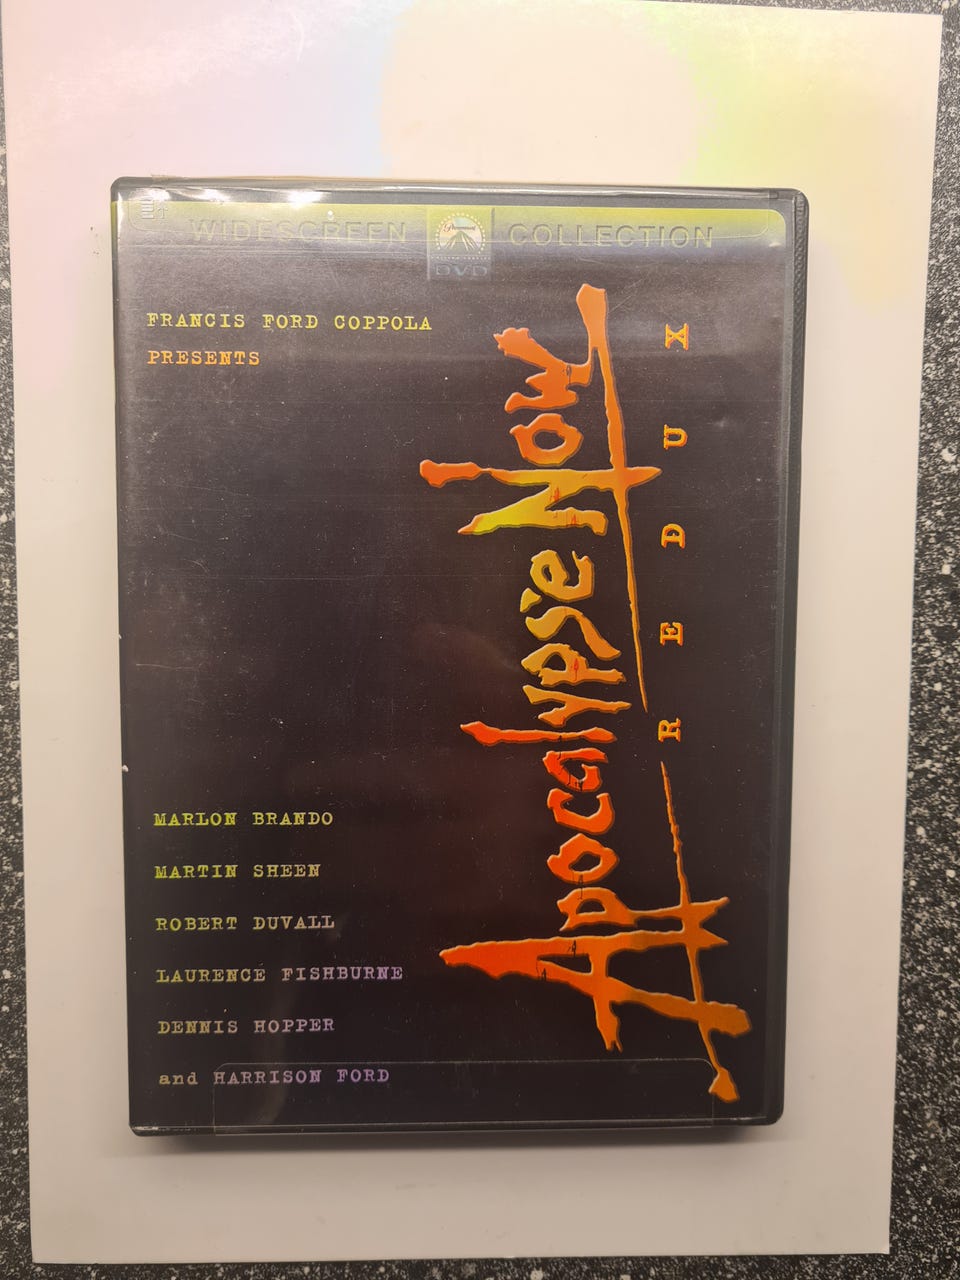 WIDESCREEN COLLECTION
Paramount
DVD
FRANCIS FORD COPPOLA
PRESENTS
Apocalypse Now
REDUX
MARLON BRANDO
MARTIN SHEEN
ROBERT DUVALL
LAURENCE FISHBURNE
DENNIS HOPPER
and HARRISON FORD